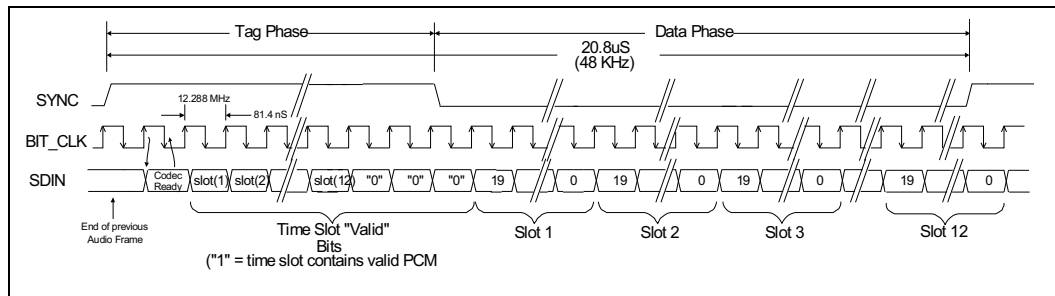 Tag Phase
Data Phase
20.8uS
(48 KHz)
SYNC
12.288 MHz
81.4 nS
BIT_CLK
SDIN
Codec
Ready
slot(1)
slot(2)
slot(12)
"0"
"0"
"0"
19
0
19
0
19
0
19
0
End of previous
Audio Frame
Time Slot "Valid"
Bits
("1" = time slot contains valid PCM
Slot 1
Slot 2
Slot 3
Slot 12